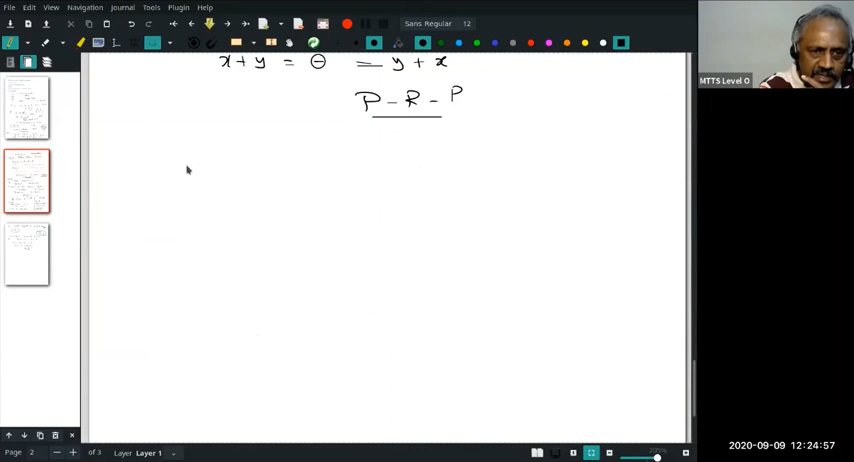 File Edit View Navigation Journal Tools Plugin Help
Sans Regular 12
x + y = ⊖ = y + x
P - R - P
MTTS Level O
2020-09-09 12:24:57
Page 2 of 3 Layer Layer 1